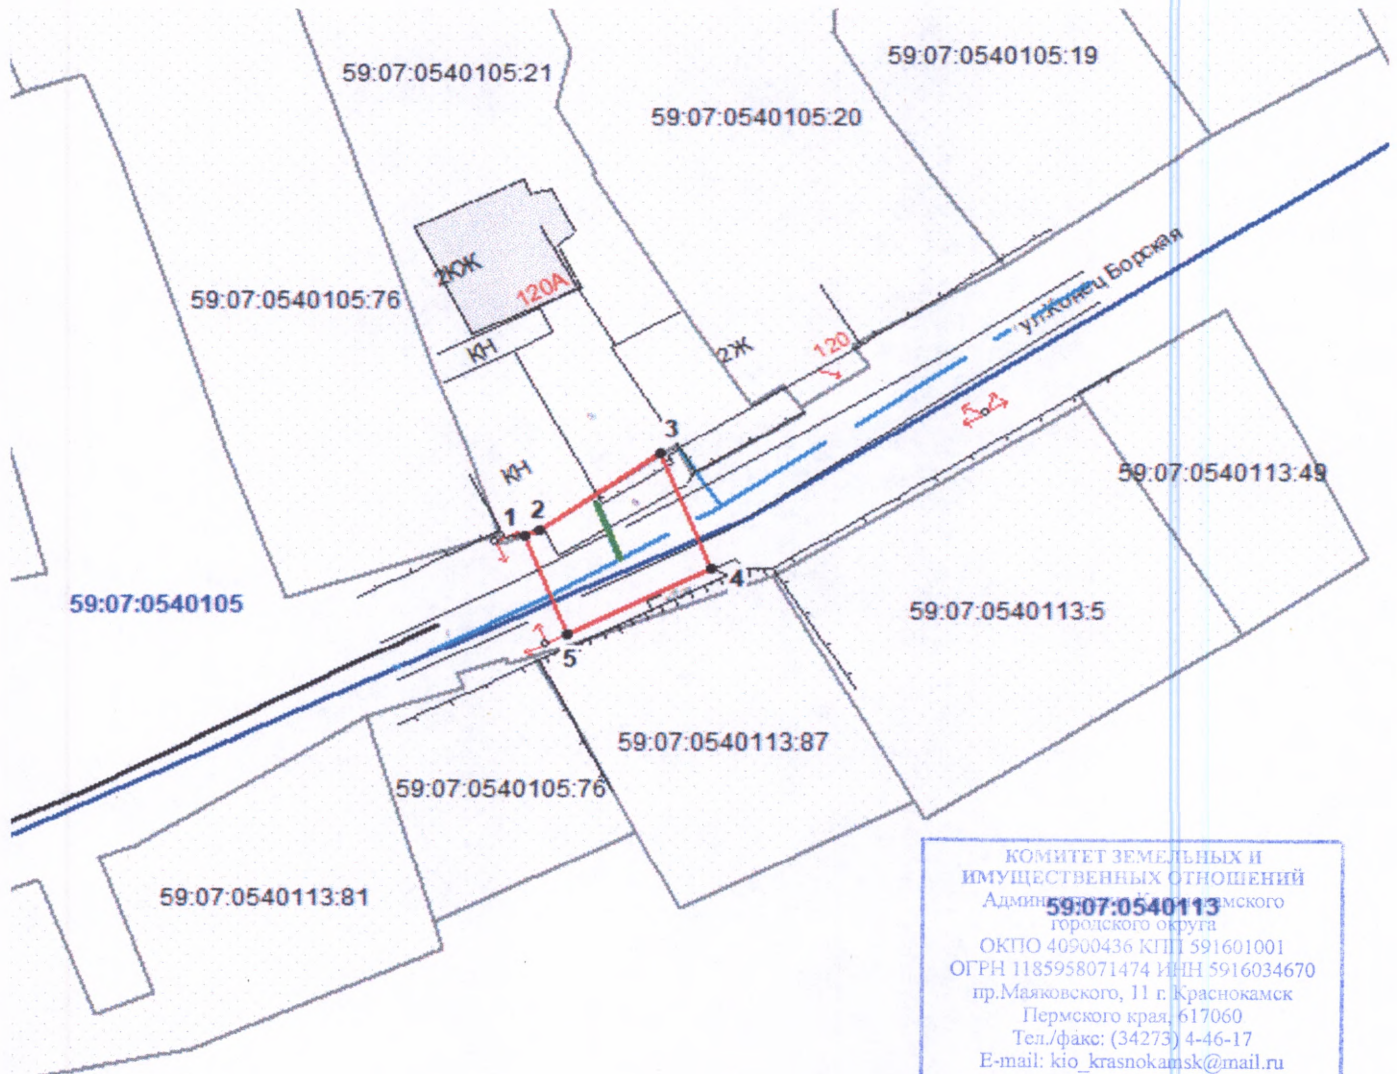 59:07:0540105:21
59:07:0540105:19
59:07:0540105:20
ул.Конец Борская
59:07:0540105:76
2КЖ
120А
КН
2Ж
120
3
КН
59:07:0540113:49
1
2
59:07:0540105
4
59:07:0540113:5
5
59:07:0540113:87
59:07:0540105:76
59:07:0540113:81
КОМИТЕТ ЗЕМЕЛЬНЫХ И
ИМУЩЕСТВЕННЫХ ОТНОШЕНИЙ
Администрации Краснокамского
59:07:0540113
городского округа
ОКПО 40900436 КПП 591601001
ОГРН 1185958071474 ИНН 5916034670
пр.Маяковского, 11 г. Краснокамск
Пермского края, 617060
Тел./факс: (34273) 4-46-17
E-mail: kio_krasnokamsk@mail.ru